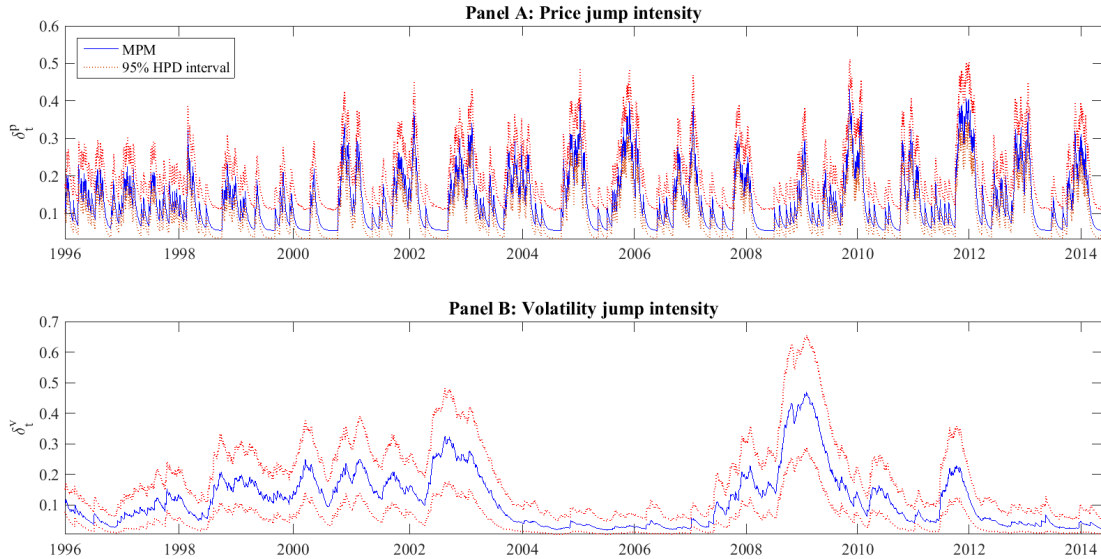 Panel A: Price jump intensity
0.6
0.5
0.4
0.3
0.2
0.1
δ_t^p
MPM
95% HPD interval
1996 1998 2000 2002 2004 2006 2008 2010 2012 2014
Panel B: Volatility jump intensity
0.7
0.6
0.5
0.4
0.3
0.2
0.1
δ_t^v
1996 1998 2000 2002 2004 2006 2008 2010 2012 2014